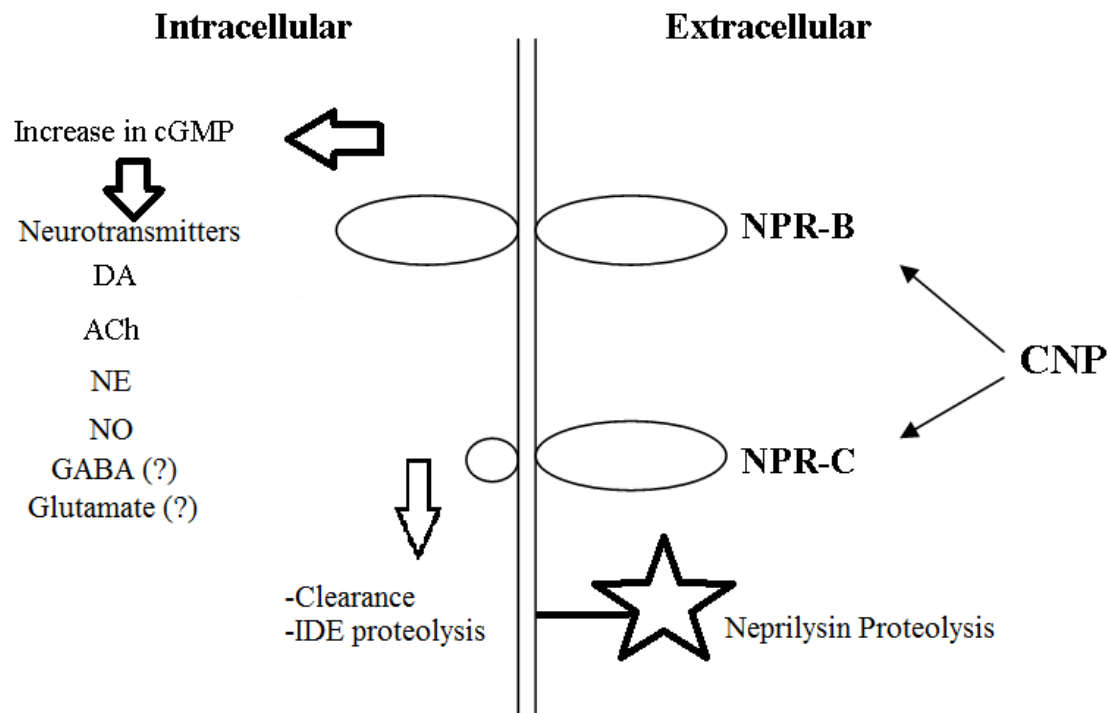 Intracellular
Extracellular
Increase in cGMP
Neurotransmitters
DA
ACh
NE
NO
GABA (?)
Glutamate (?)
NPR-B
CNP
NPR-C
-Clearance
-IDE proteolysis
Neprilysin Proteolysis